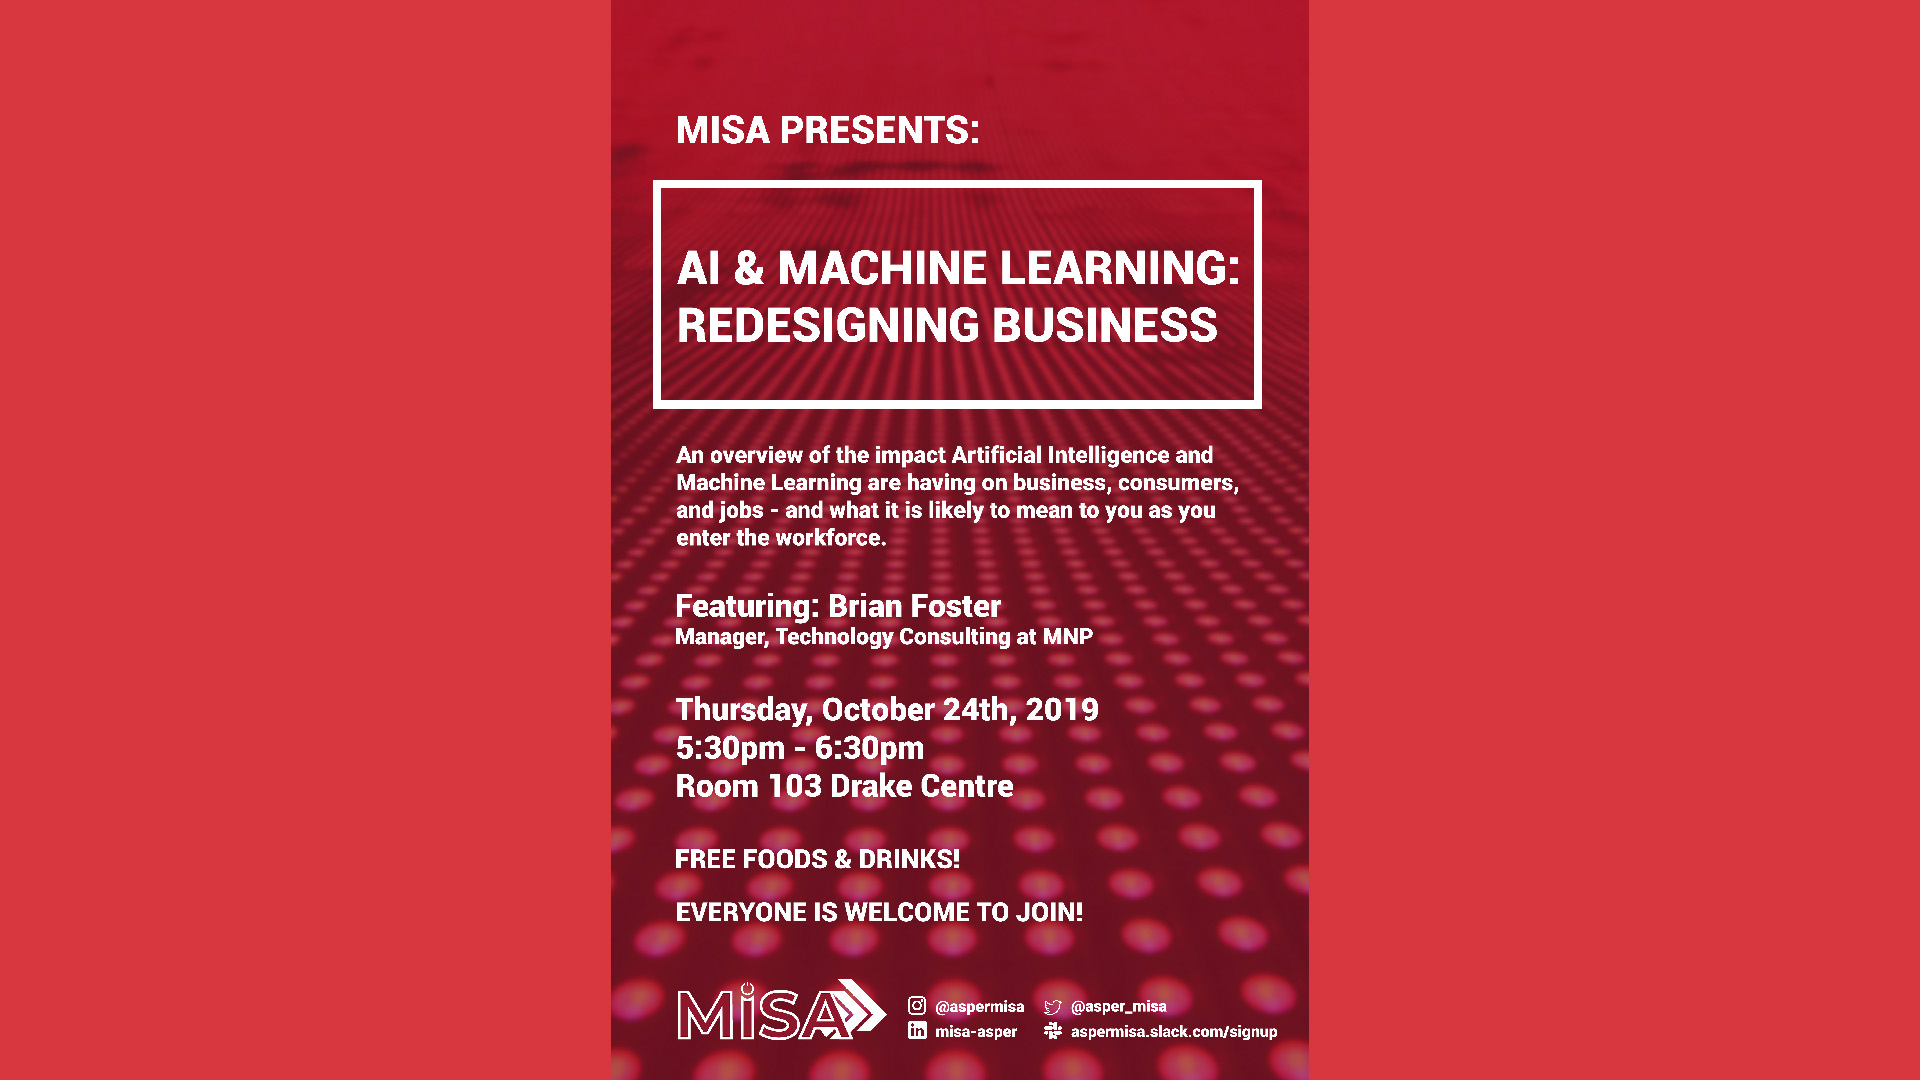 MISA PRESENTS:
AI & MACHINE LEARNING:
REDESIGNING BUSINESS
An overview of the impact Artificial Intelligence and
Machine Learning are having on business, consumers,
and jobs - and what it is likely to mean to you as you
enter the workforce.
Featuring: Brian Foster
Manager, Technology Consulting at MNP
Thursday, October 24th, 2019
5:30pm - 6:30pm
Room 103 Drake Centre
FREE FOODS & DRINKS!
EVERYONE IS WELCOME TO JOIN!
MiSA
@aspermisa @asper_misa
in misa-asper aspermisa.slack.com/signup